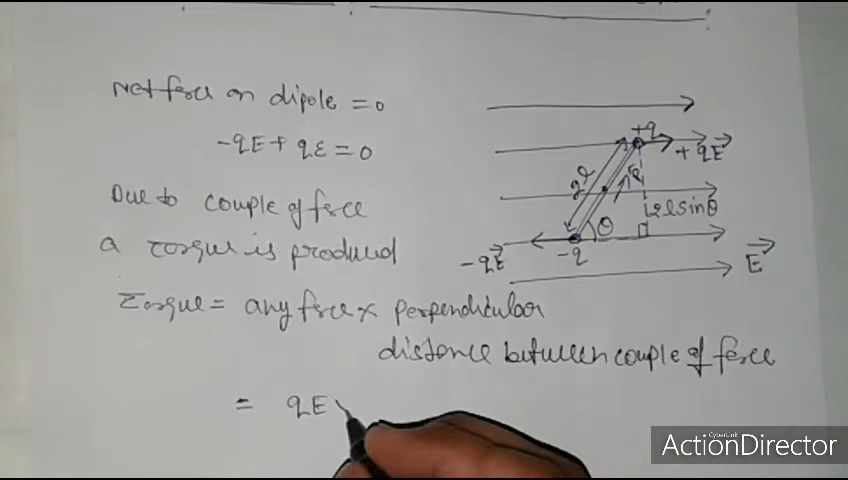 Net force on dipole = 0
-qE + qE = 0
Due to couple of force
a torque is produced
Torque = any force × perpendicular
distance between couple of force
= qE
+q
+ qE
2l
2l sinθ
θ
-qE
-q
E
CyberLink
ActionDirector